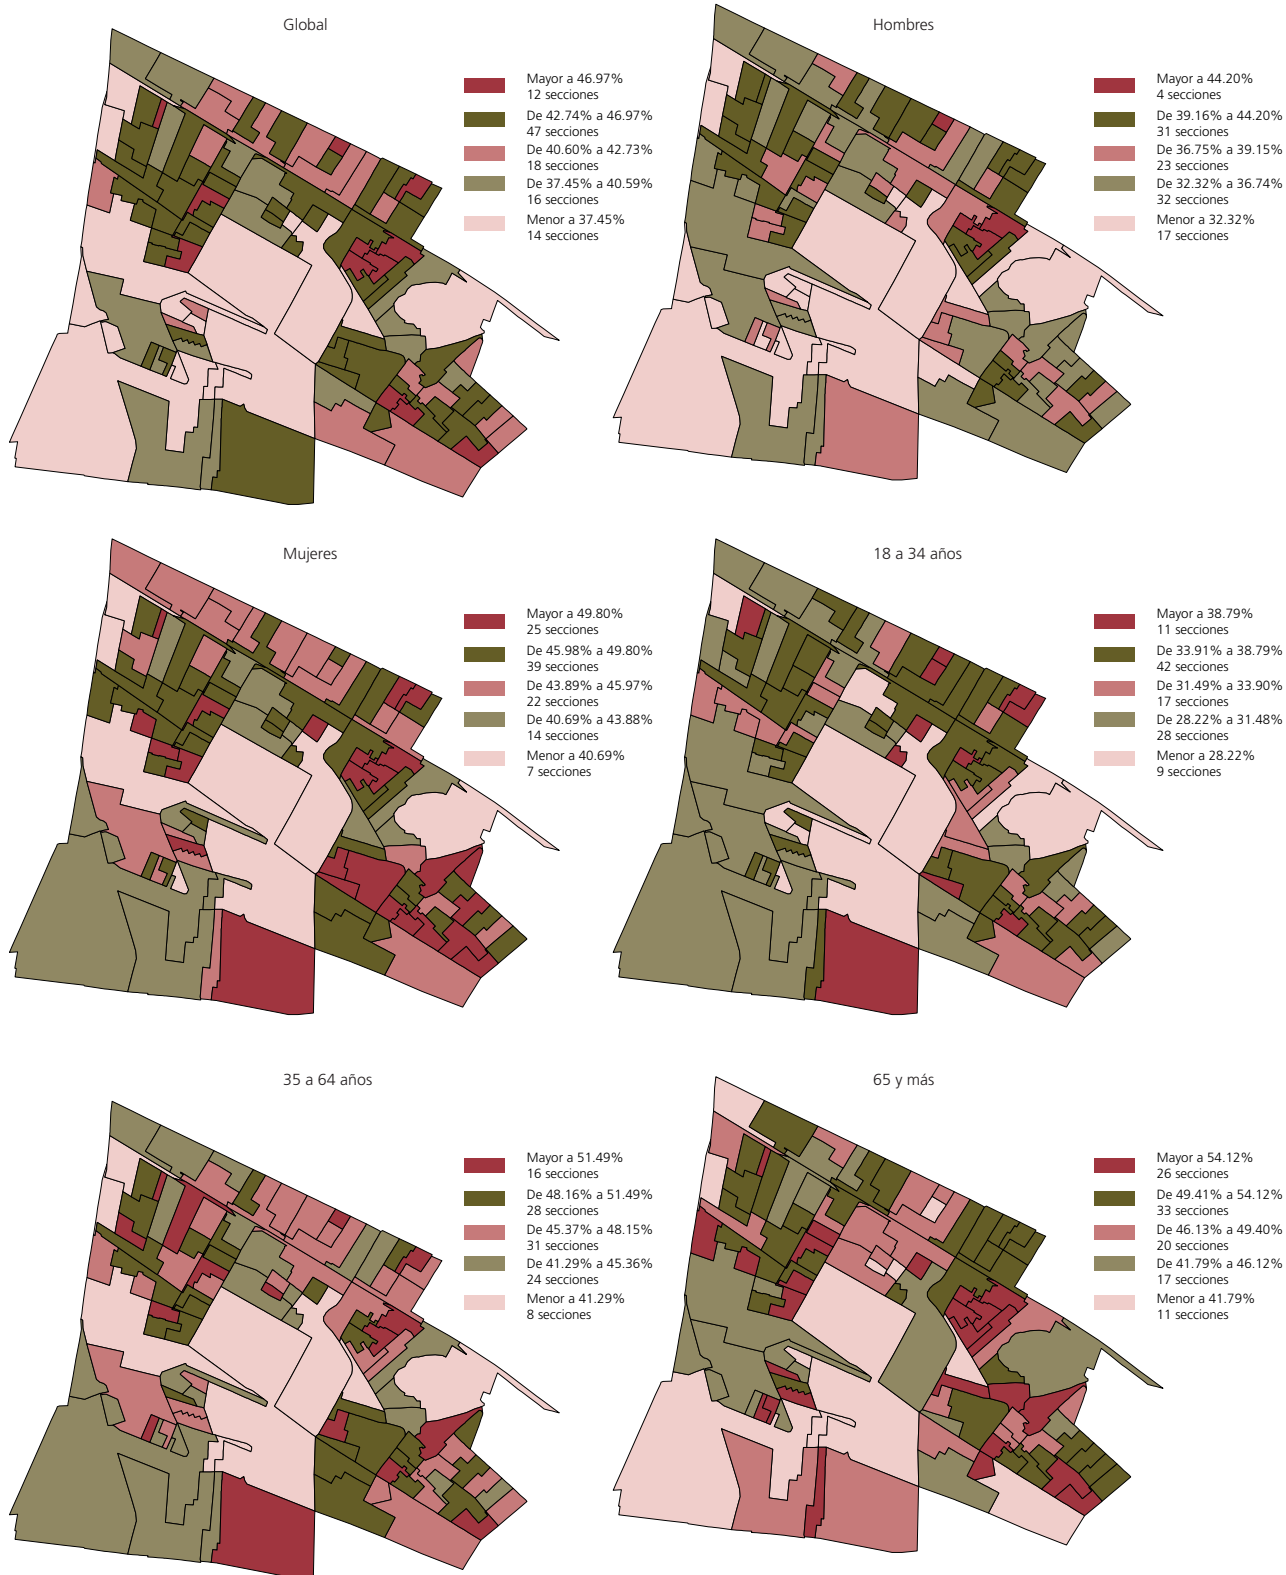 Global
Mayor a 46.97%
12 secciones
De 42.74% a 46.97%
47 secciones
De 40.60% a 42.73%
18 secciones
De 37.45% a 40.59%
16 secciones
Menor a 37.45%
14 secciones
Hombres
Mayor a 44.20%
4 secciones
De 39.16% a 44.20%
31 secciones
De 36.75% a 39.15%
23 secciones
De 32.32% a 36.74%
32 secciones
Menor a 32.32%
17 secciones
Mujeres
Mayor a 49.80%
25 secciones
De 45.98% a 49.80%
39 secciones
De 43.89% a 45.97%
22 secciones
De 40.69% a 43.88%
14 secciones
Menor a 40.69%
7 secciones
18 a 34 años
Mayor a 38.79%
11 secciones
De 33.91% a 38.79%
42 secciones
De 31.49% a 33.90%
17 secciones
De 28.22% a 31.48%
28 secciones
Menor a 28.22%
9 secciones
35 a 64 años
Mayor a 51.49%
16 secciones
De 48.16% a 51.49%
28 secciones
De 45.37% a 48.15%
31 secciones
De 41.29% a 45.36%
24 secciones
Menor a 41.29%
8 secciones
65 y más
Mayor a 54.12%
26 secciones
De 49.41% a 54.12%
33 secciones
De 46.13% a 49.40%
20 secciones
De 41.79% a 46.12%
17 secciones
Menor a 41.79%
11 secciones